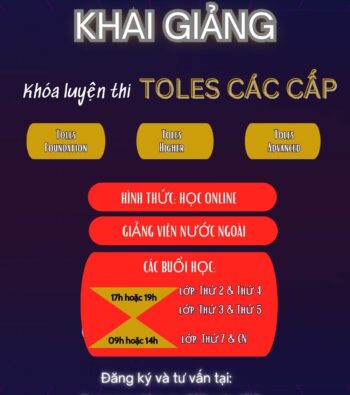 KHAI GIẢNG
Khóa luyện thi TOLES CÁC CẤP
TOLES
FOUNDATION
TOLES
HIGHER
TOLES
ADVANCED
HÌNH THỨC: HỌC ONLINE
GIẢNG VIÊN NƯỚC NGOÀI
CÁC BUỔI HỌC:
17h hoặc 19h
LỚP: THỨ 2 & THỨ 4
LỚP: THỨ 3 & THỨ 5
09h hoặc 14h
LỚP: THỨ 7 & CN
Đăng ký và tư vấn tại: